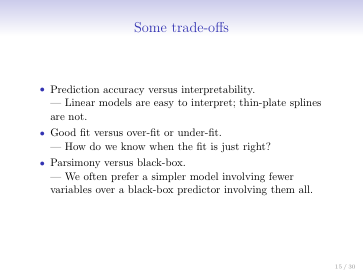 Some trade-offs
• Prediction accuracy versus interpretability.
— Linear models are easy to interpret; thin-plate splines
are not.
• Good fit versus over-fit or under-fit.
— How do we know when the fit is just right?
• Parsimony versus black-box.
— We often prefer a simpler model involving fewer
variables over a black-box predictor involving them all.
15 / 30